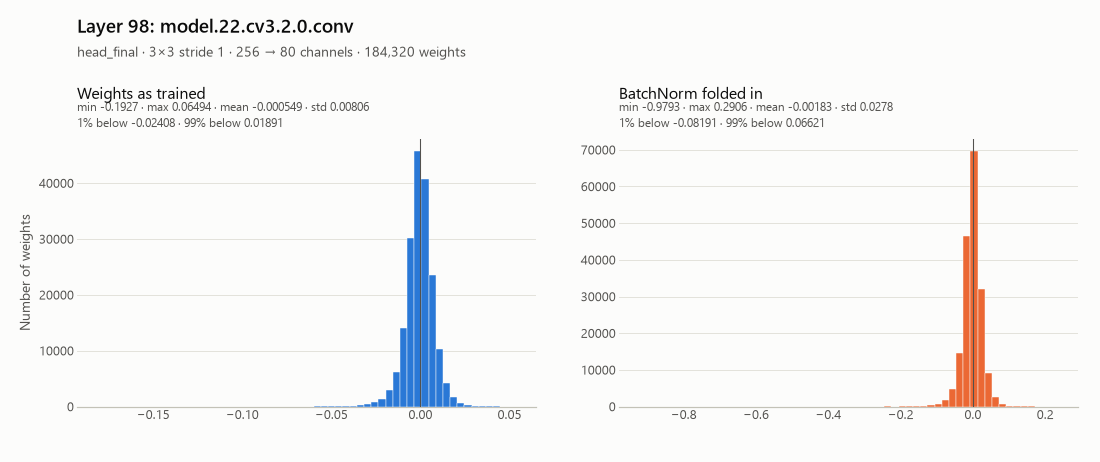 Layer 98: model.22.cv3.2.0.conv
head_final · 3×3 stride 1 · 256 → 80 channels · 184,320 weights
Weights as trained
min -0.1927 · max 0.06494 · mean -0.000549 · std 0.00806
1% below -0.02408 · 99% below 0.01891
Number of weights
40000
30000
20000
10000
0
−0.15
−0.10
−0.05
0.00
0.05
BatchNorm folded in
min -0.9793 · max 0.2906 · mean -0.00183 · std 0.0278
1% below -0.08191 · 99% below 0.06621
70000
60000
50000
40000
30000
20000
10000
0
−0.8
−0.6
−0.4
−0.2
0.0
0.2